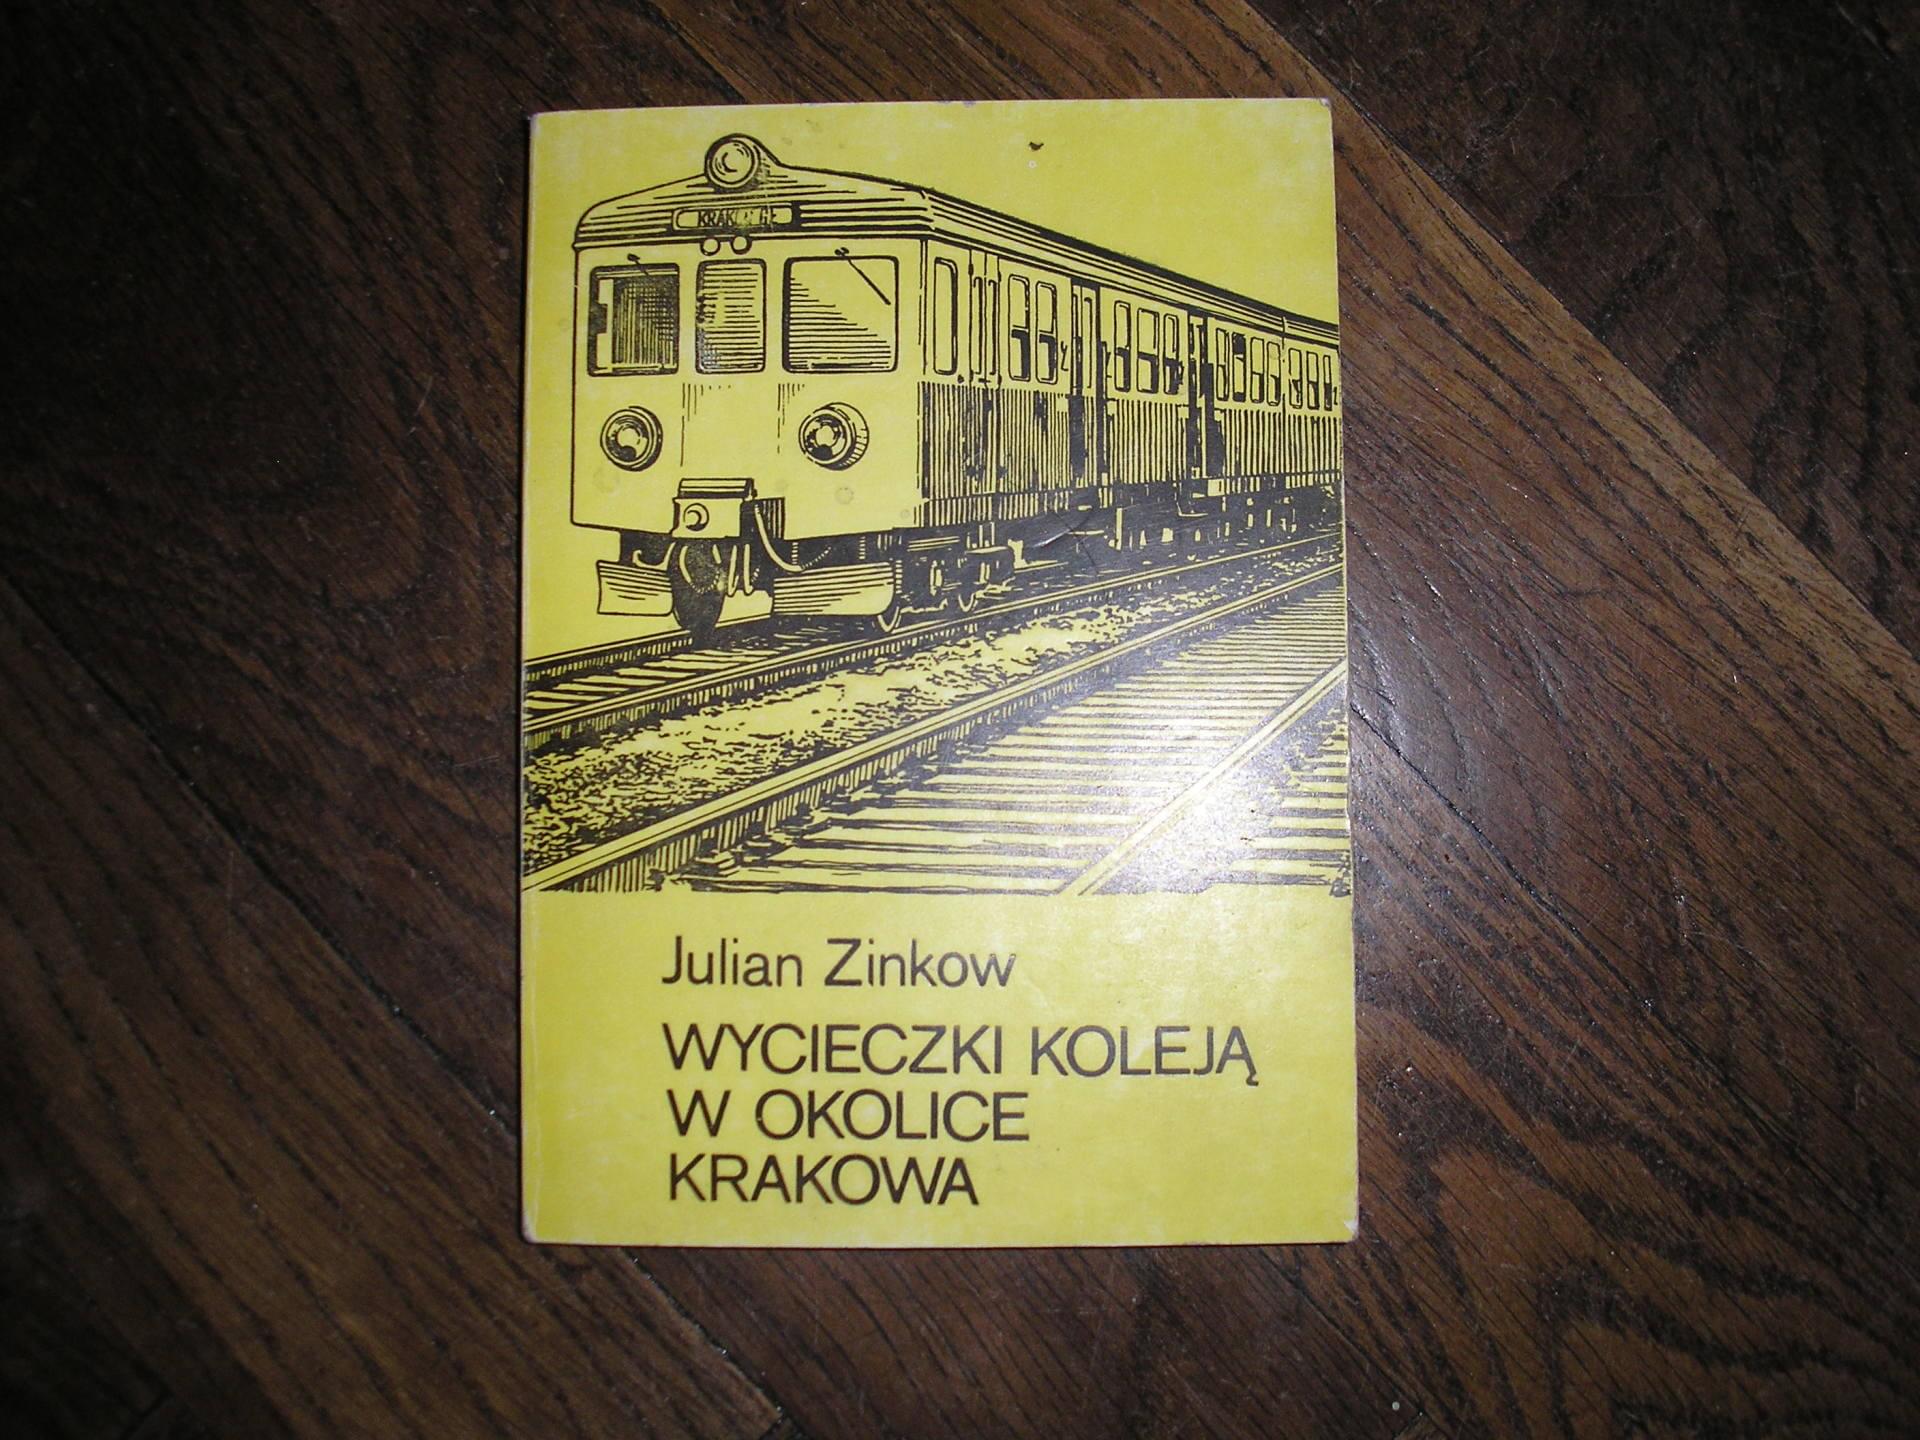 Julian Zinkow
WYCIECZKI KOLEJĄ
W OKOLICE
KRAKOWA